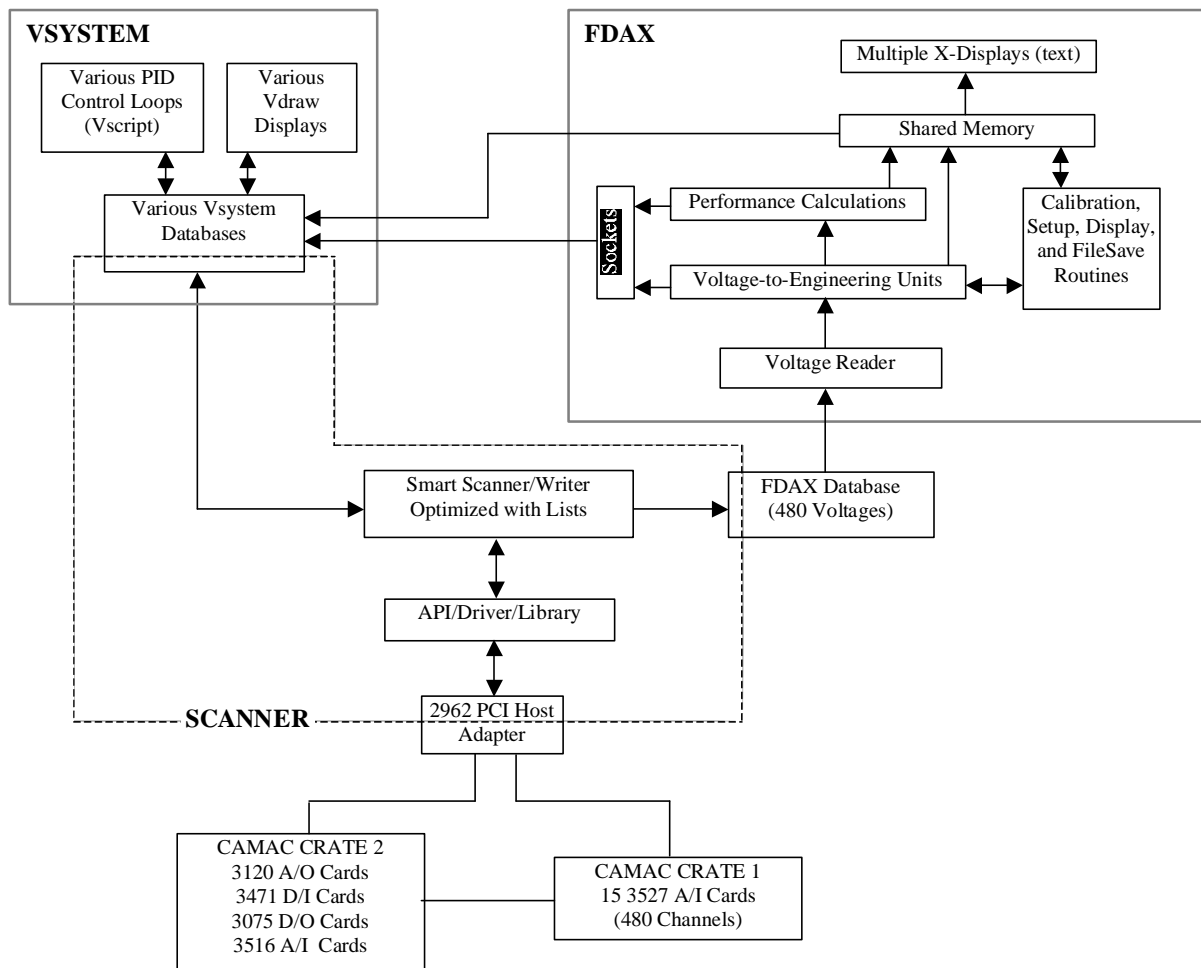 VSYSTEM
Various PID
Control Loops
(Vscript)
Various
Vdraw
Displays
Various Vsystem
Databases
FDAX
Multiple X-Displays (text)
Shared Memory
Sockets
Performance Calculations
Calibration,
Setup, Display,
and FileSave
Routines
Voltage-to-Engineering Units
Voltage Reader
Smart Scanner/Writer
Optimized with Lists
FDAX Database
(480 Voltages)
API/Driver/Library
SCANNER
2962 PCI Host
Adapter
CAMAC CRATE 2
3120 A/O Cards
3471 D/I Cards
3075 D/O Cards
3516 A/I Cards
CAMAC CRATE 1
15 3527 A/I Cards
(480 Channels)